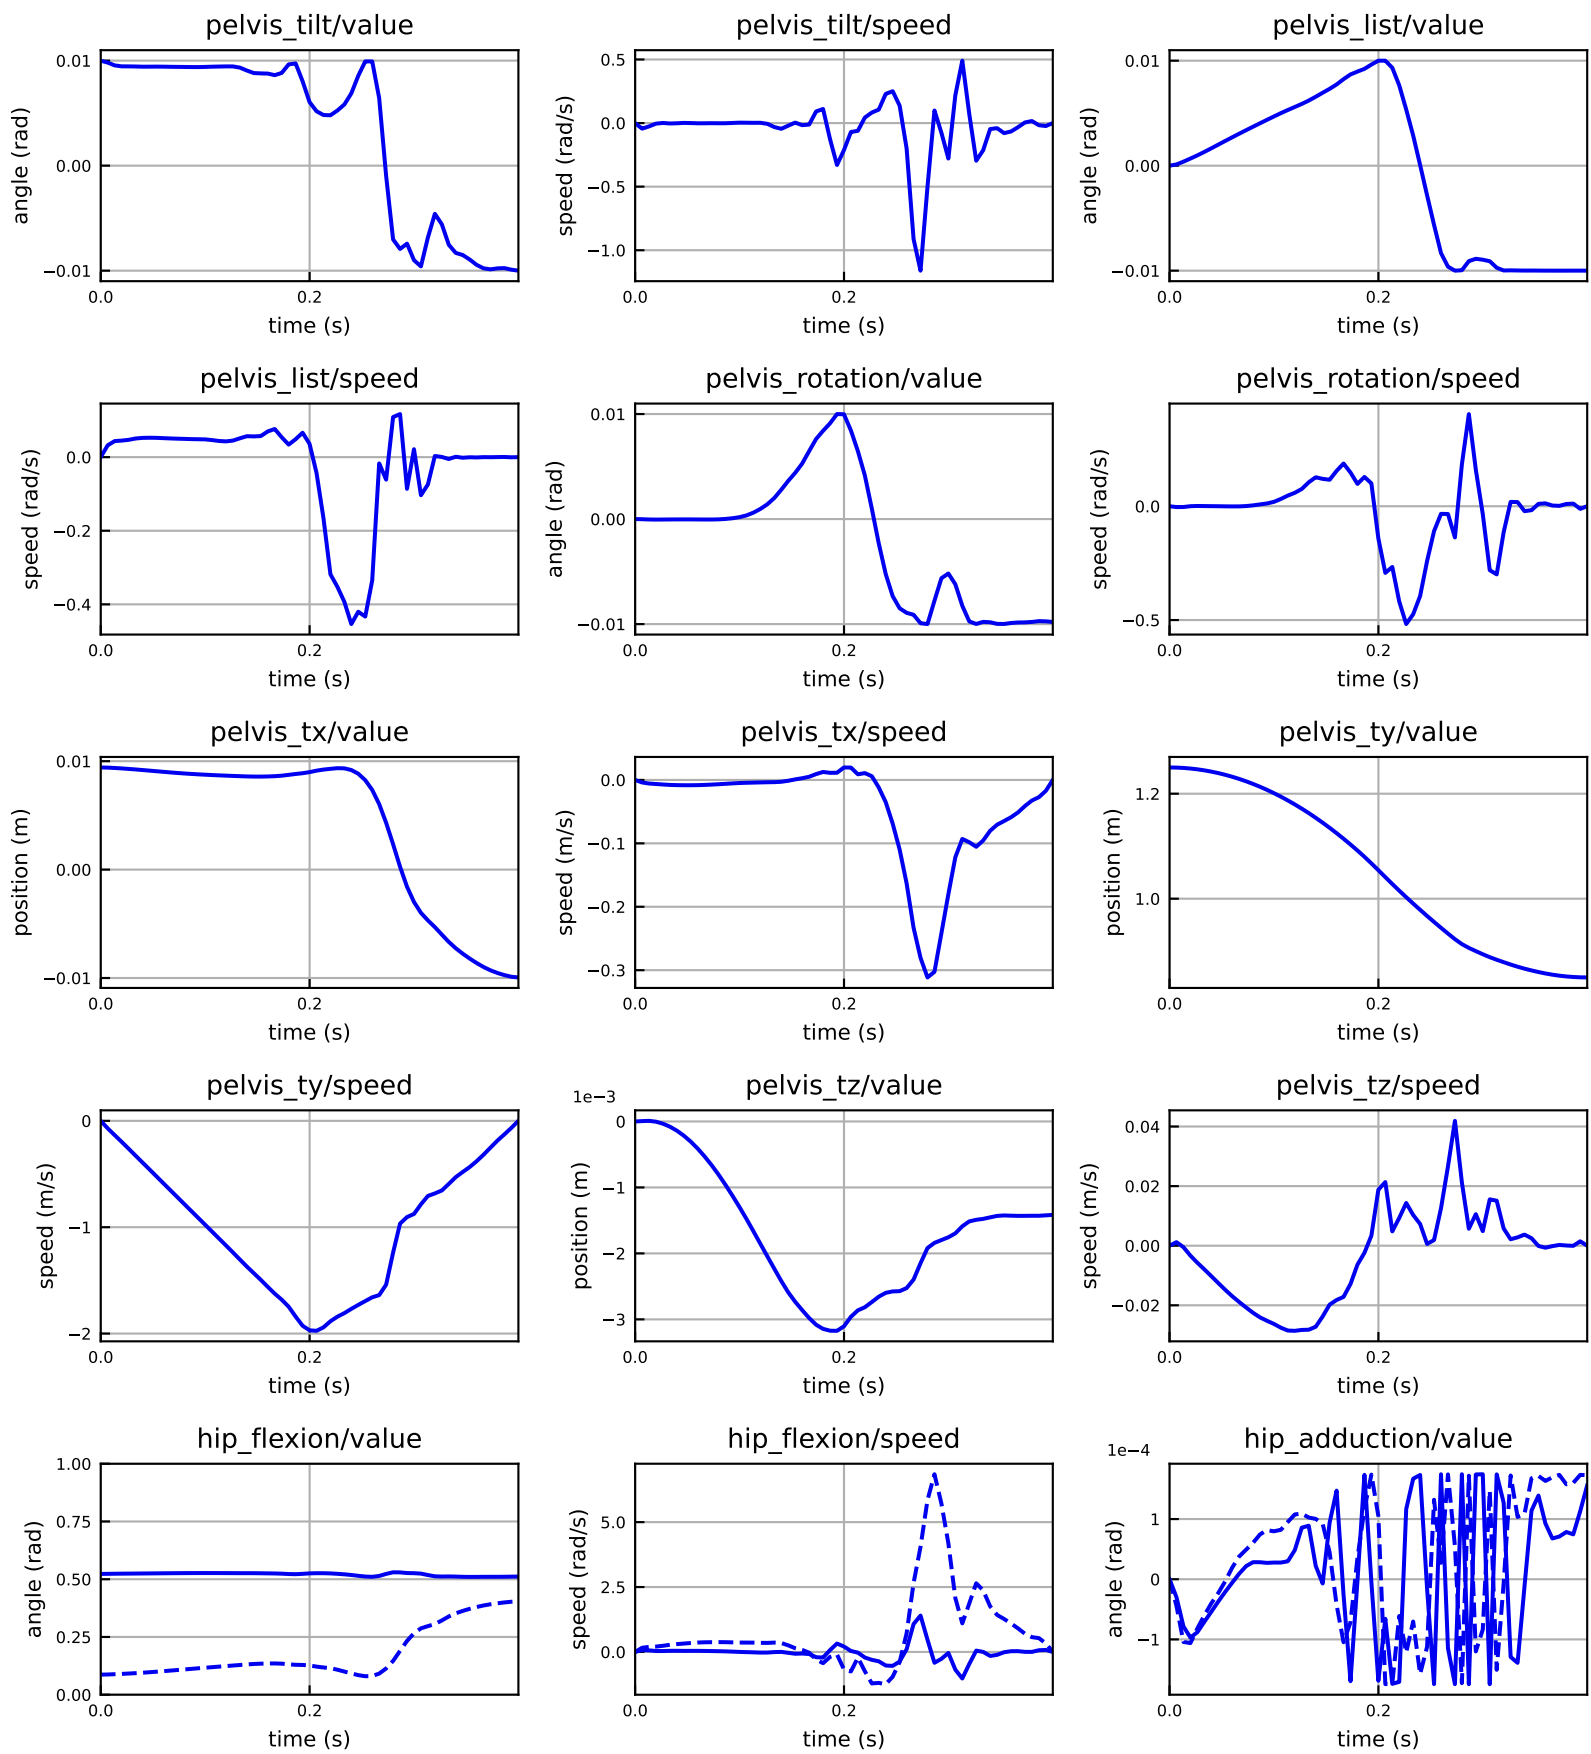 pelvis_tilt/value
angle (rad)
0.01
0.00
−0.01
0.0
0.2
time (s)
pelvis_tilt/speed
speed (rad/s)
0.5
0.0
−0.5
−1.0
0.0
0.2
time (s)
pelvis_list/value
angle (rad)
0.01
0.00
−0.01
0.0
0.2
time (s)
pelvis_list/speed
speed (rad/s)
0.0
−0.2
−0.4
0.0
0.2
time (s)
pelvis_rotation/value
angle (rad)
0.01
0.00
−0.01
0.0
0.2
time (s)
pelvis_rotation/speed
speed (rad/s)
0.0
−0.5
0.0
0.2
time (s)
pelvis_tx/value
position (m)
0.01
0.00
−0.01
0.0
0.2
time (s)
pelvis_tx/speed
speed (m/s)
0.0
−0.1
−0.2
−0.3
0.0
0.2
time (s)
pelvis_ty/value
position (m)
1.2
1.0
0.0
0.2
time (s)
pelvis_ty/speed
speed (m/s)
0
−1
−2
0.0
0.2
time (s)
pelvis_tz/value
1e−3
position (m)
0
−1
−2
−3
0.0
0.2
time (s)
pelvis_tz/speed
speed (m/s)
0.04
0.02
0.00
−0.02
0.0
0.2
time (s)
hip_flexion/value
angle (rad)
1.00
0.75
0.50
0.25
0.00
0.0
0.2
time (s)
hip_flexion/speed
speed (rad/s)
5.0
2.5
0.0
0.0
0.2
time (s)
hip_adduction/value
1e−4
angle (rad)
1
0
−1
0.0
0.2
time (s)